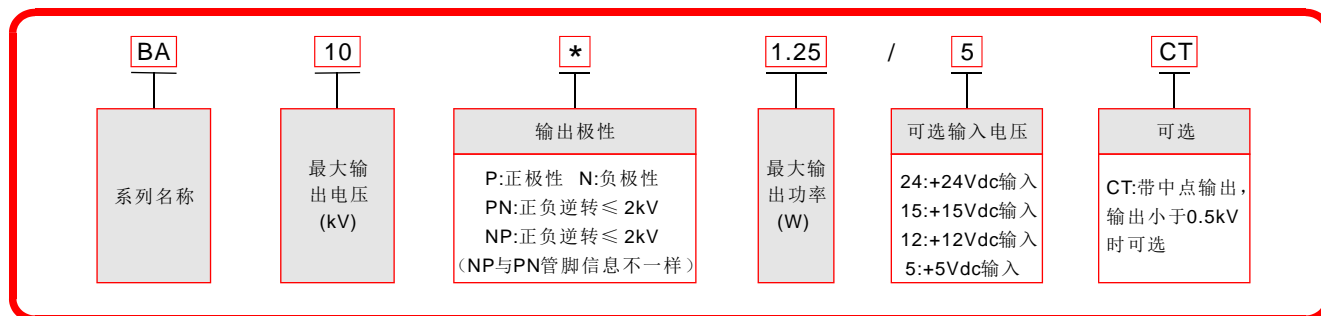 BA 10 * 1.25 / 5 CT
系列名称
最大输
出电压
(kV)
输出极性
P:正极性 N:负极性
PN:正负逆转≤2kV
NP:正负逆转≤2kV
(NP与PN管脚信息不一样)
最大输
出功率
(W)
可选输入电压
24:+24Vdc输入
15:+15Vdc输入
12:+12Vdc输入
5:+5Vdc输入
可选
CT:带中点输出,
输出小于0.5kV
时可选